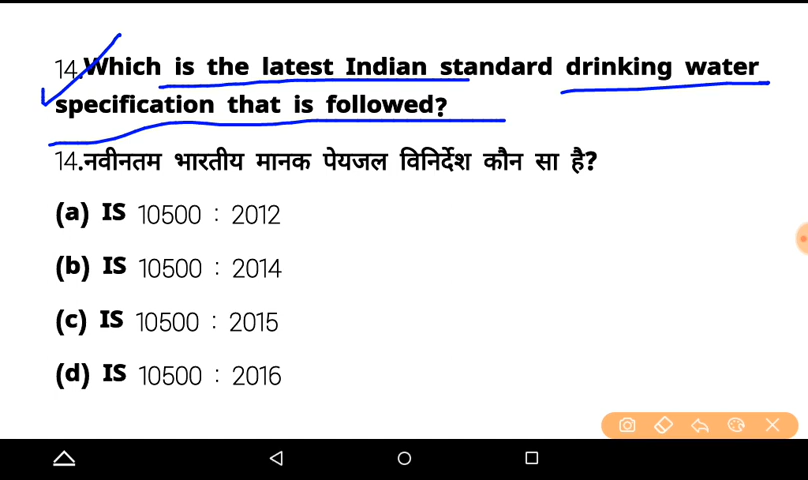 14.Which is the latest Indian standard drinking water
specification that is followed?
14.नवीनतम भारतीय मानक पेयजल विनिर्देश कौन सा है?
(a) IS 10500 : 2012
(b) IS 10500 : 2014
(c) IS 10500 : 2015
(d) IS 10500 : 2016